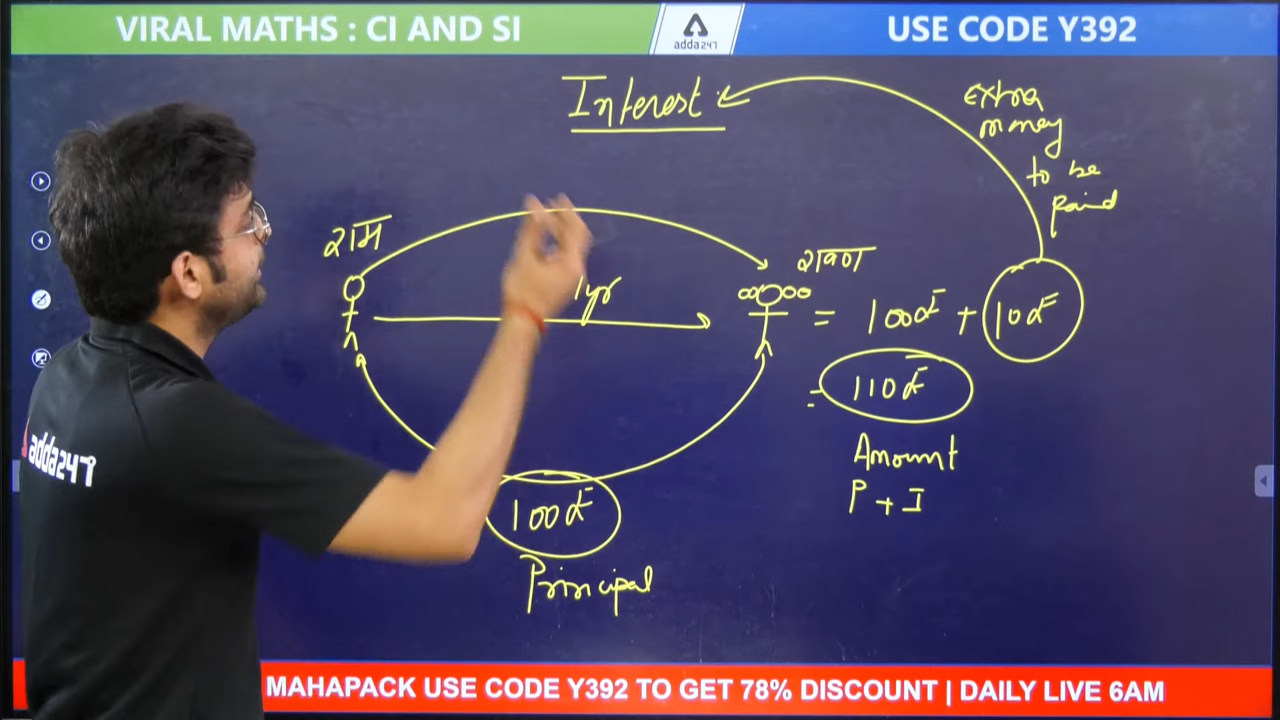 VIRAL MATHS : CI AND SI
adda247
USE CODE Y392
Interest
extra
money
to be
paid
राम
रावण
1yr
= 100₹ + 10₹
= 110₹
Amount
P + I
100₹
Principal
adda247
MAHAPACK USE CODE Y392 TO GET 78% DISCOUNT | DAILY LIVE 6AM